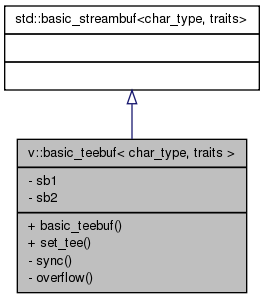 std::basic_streambuf<char_type, traits>
v::basic_teebuf< char_type, traits >
- sb1
- sb2
+ basic_teebuf()
+ set_tee()
- sync()
- overflow()